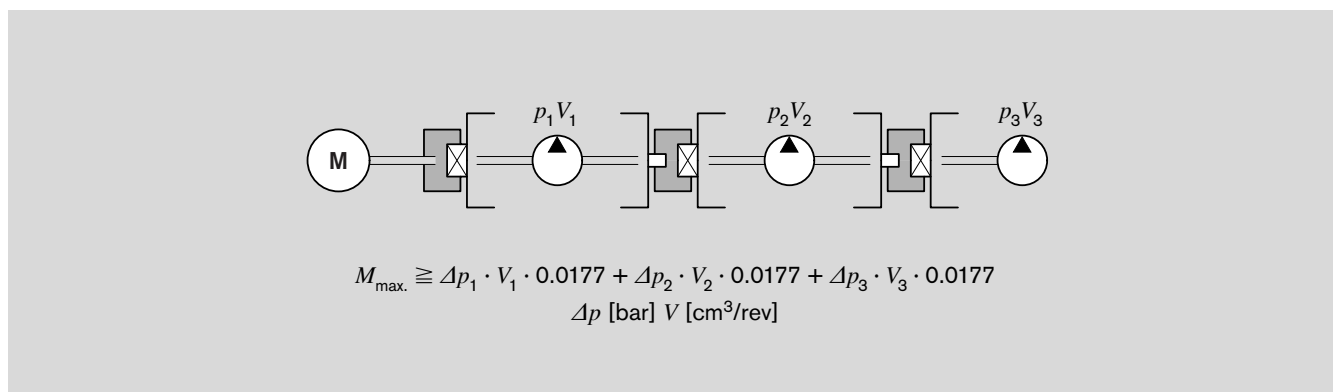 p₁V₁ p₂V₂ p₃V₃
M
M_max. ≧ Δp₁ · V₁ · 0.0177 + Δp₂ · V₂ · 0.0177 + Δp₃ · V₃ · 0.0177
Δp [bar] V [cm³/rev]